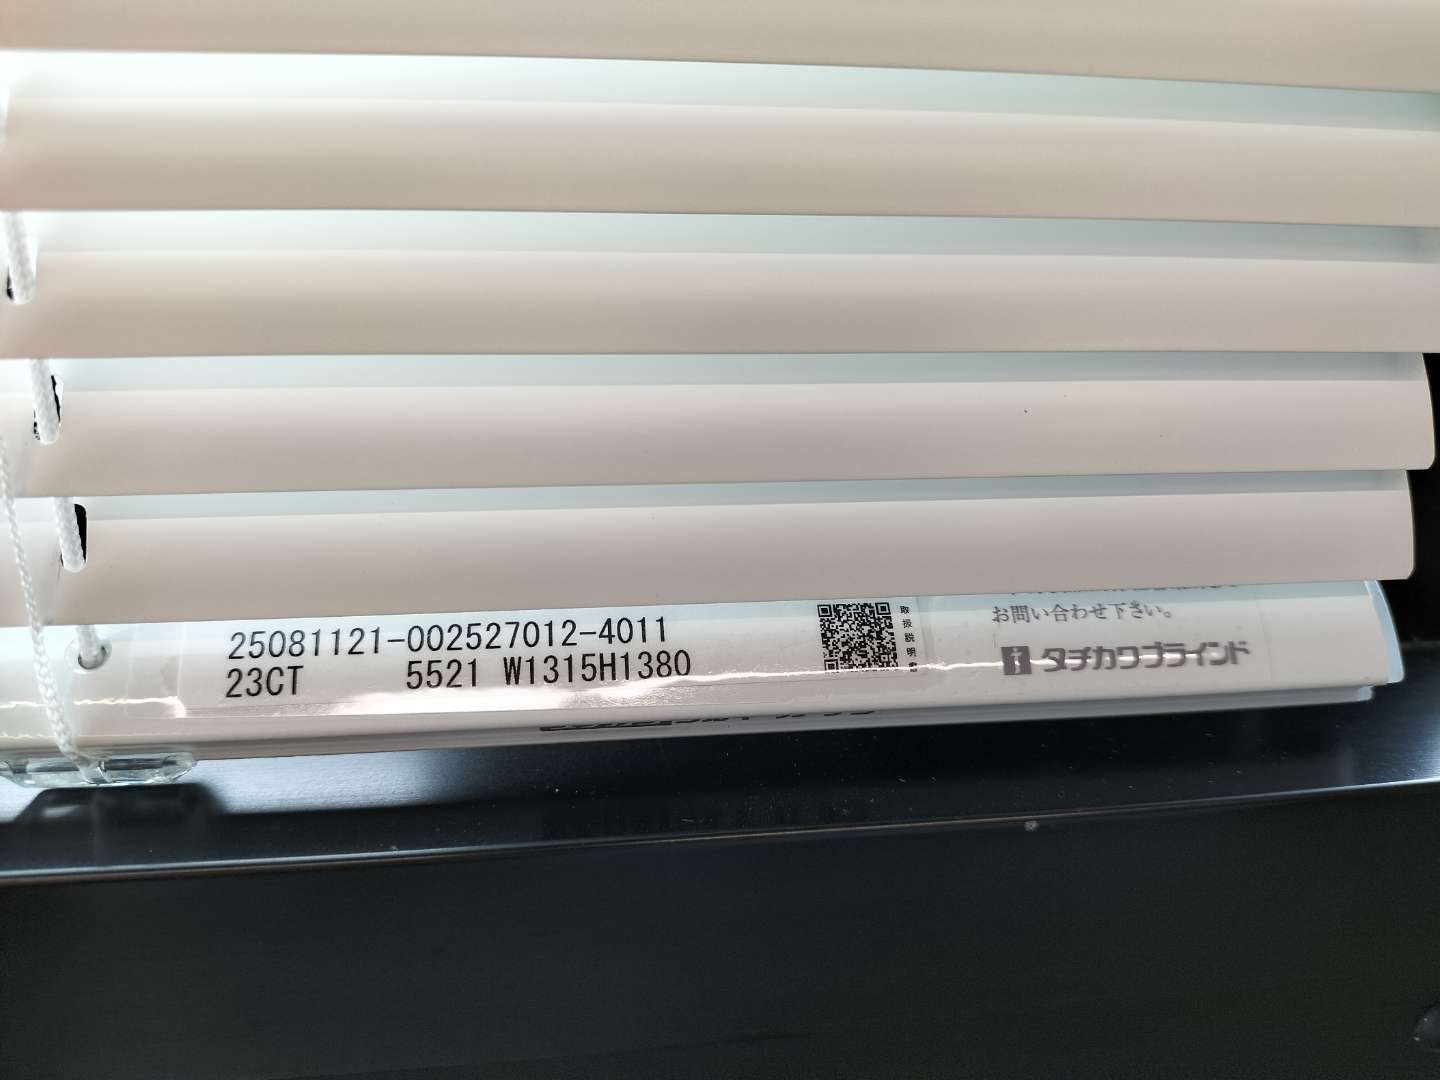 25081121-002527012-4011
23CT 5521 W1315H1380
取扱説明書
お問い合わせ下さい。
タチカワブラインド